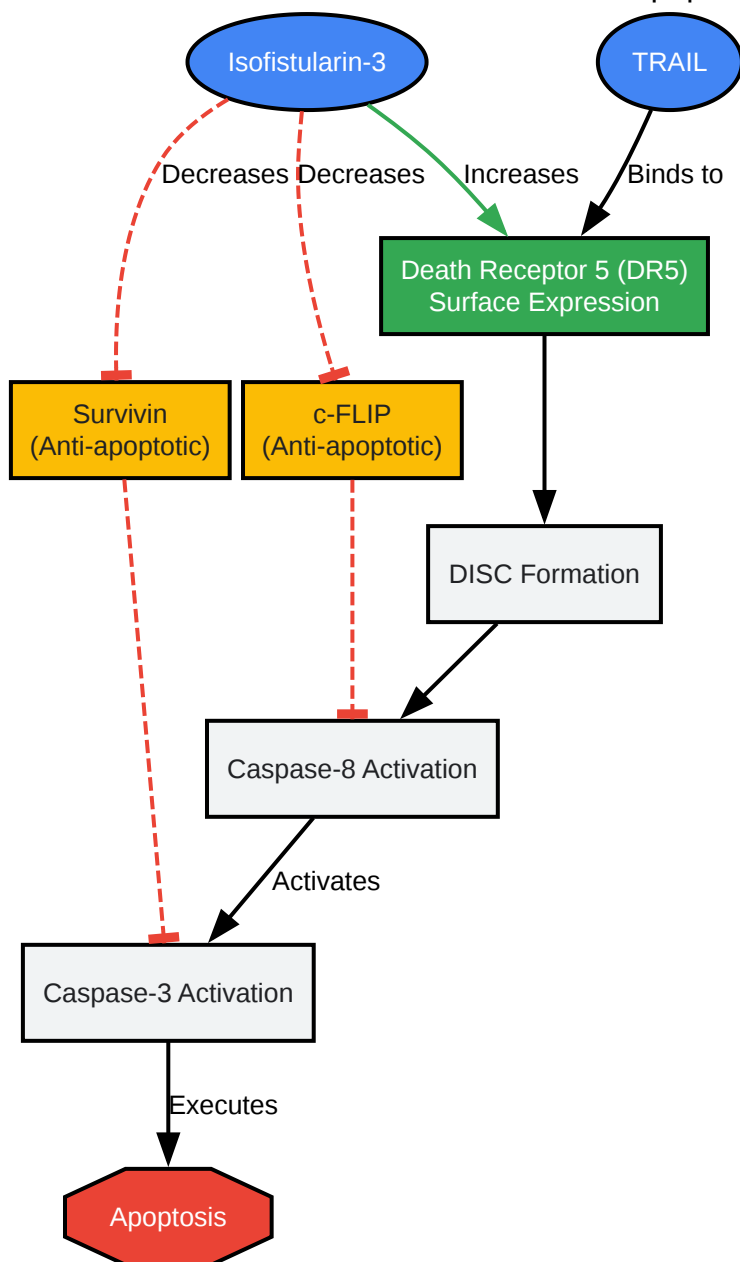 Isofistularin-3
TRAIL
Decreases
Decreases
Increases
Binds to
Death Receptor 5 (DR5)
Surface Expression
Survivin
(Anti-apoptotic)
c-FLIP
(Anti-apoptotic)
DISC Formation
Caspase-8 Activation
Activates
Caspase-3 Activation
Executes
Apoptosis